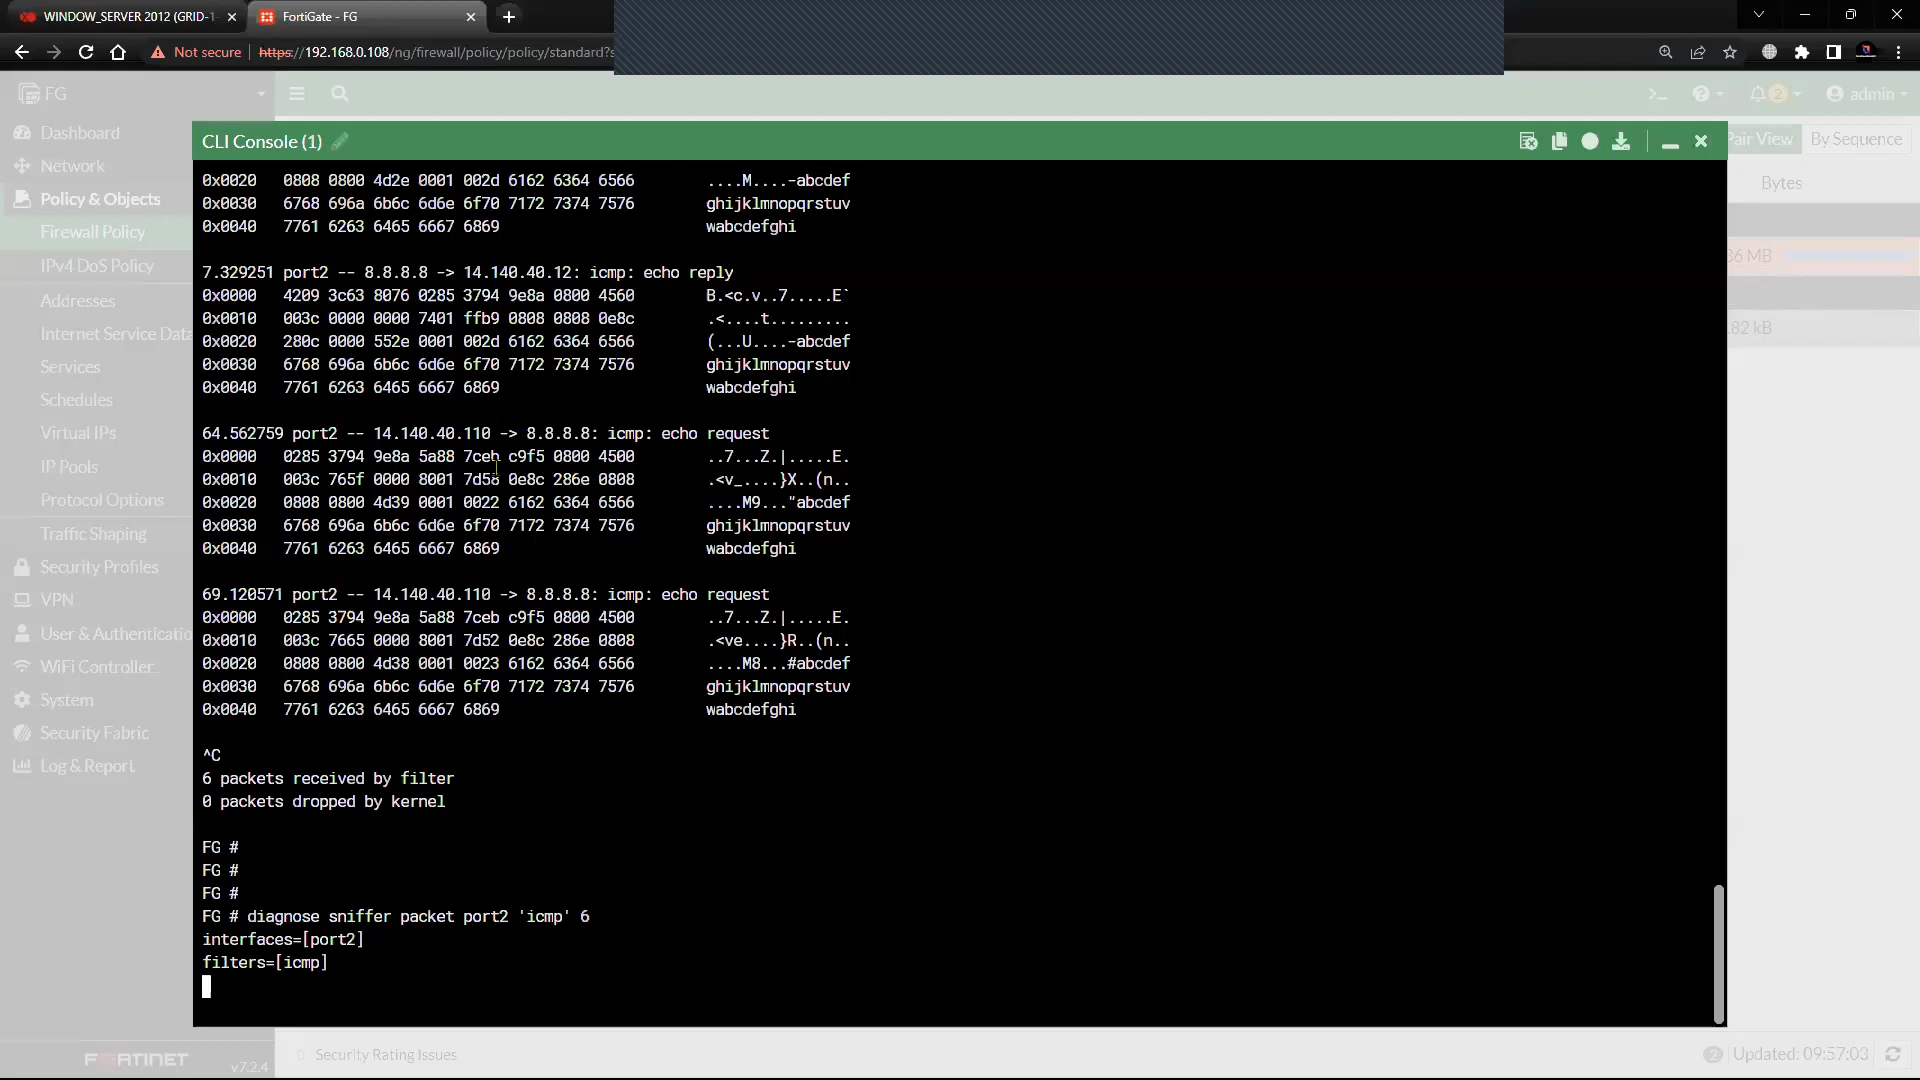 WINDOW_SERVER 2012 (GRID-1
FortiGate - FG
Not secure
https://192.168.0.108/ng/firewall/policy/policy/standard?s
FG
admin
2
Dashboard
Network
Policy & Objects
Firewall Policy
IPv4 DoS Policy
Addresses
Internet Service Data
Services
Schedules
Virtual IPs
IP Pools
Protocol Options
Traffic Shaping
Security Profiles
VPN
User & Authenticatio
WiFi Controller
System
Security Fabric
Log & Report
FORTINET
v7.2.4
Pair View
By Sequence
Bytes
36 MB
.82 kB
CLI Console (1)
0x0020 0808 0800 4d2e 0001 002d 6162 6364 6566 ....M....-abcdef
0x0030 6768 696a 6b6c 6d6e 6f70 7172 7374 7576 ghijklmnopqrstuv
0x0040 7761 6263 6465 6667 6869 wabcdefghi
7.329251 port2 -- 8.8.8.8 -> 14.140.40.12: icmp: echo reply
0x0000 4209 3c63 8076 0285 3794 9e8a 0800 4560 B.<c.v..7.....E`
0x0010 003c 0000 0000 7401 ffb9 0808 0808 0e8c .<....t.........
0x0020 280c 0000 552e 0001 002d 6162 6364 6566 (...U....-abcdef
0x0030 6768 696a 6b6c 6d6e 6f70 7172 7374 7576 ghijklmnopqrstuv
0x0040 7761 6263 6465 6667 6869 wabcdefghi
64.562759 port2 -- 14.140.40.110 -> 8.8.8.8: icmp: echo request
0x0000 0285 3794 9e8a 5a88 7ceb c9f5 0800 4500 ..7...Z.|.....E.
0x0010 003c 765f 0000 8001 7d58 0e8c 286e 0808 .<v_....}X..(n..
0x0020 0808 0800 4d39 0001 0022 6162 6364 6566 ....M9..."abcdef
0x0030 6768 696a 6b6c 6d6e 6f70 7172 7374 7576 ghijklmnopqrstuv
0x0040 7761 6263 6465 6667 6869 wabcdefghi
69.120571 port2 -- 14.140.40.110 -> 8.8.8.8: icmp: echo request
0x0000 0285 3794 9e8a 5a88 7ceb c9f5 0800 4500 ..7...Z.|.....E.
0x0010 003c 7665 0000 8001 7d52 0e8c 286e 0808 .<ve....}R..(n..
0x0020 0808 0800 4d38 0001 0023 6162 6364 6566 ....M8...#abcdef
0x0030 6768 696a 6b6c 6d6e 6f70 7172 7374 7576 ghijklmnopqrstuv
0x0040 7761 6263 6465 6667 6869 wabcdefghi
^C
6 packets received by filter
0 packets dropped by kernel
FG #
FG #
FG #
FG # diagnose sniffer packet port2 'icmp' 6
interfaces=[port2]
filters=[icmp]
0 Security Rating Issues
2 Updated: 09:57:03